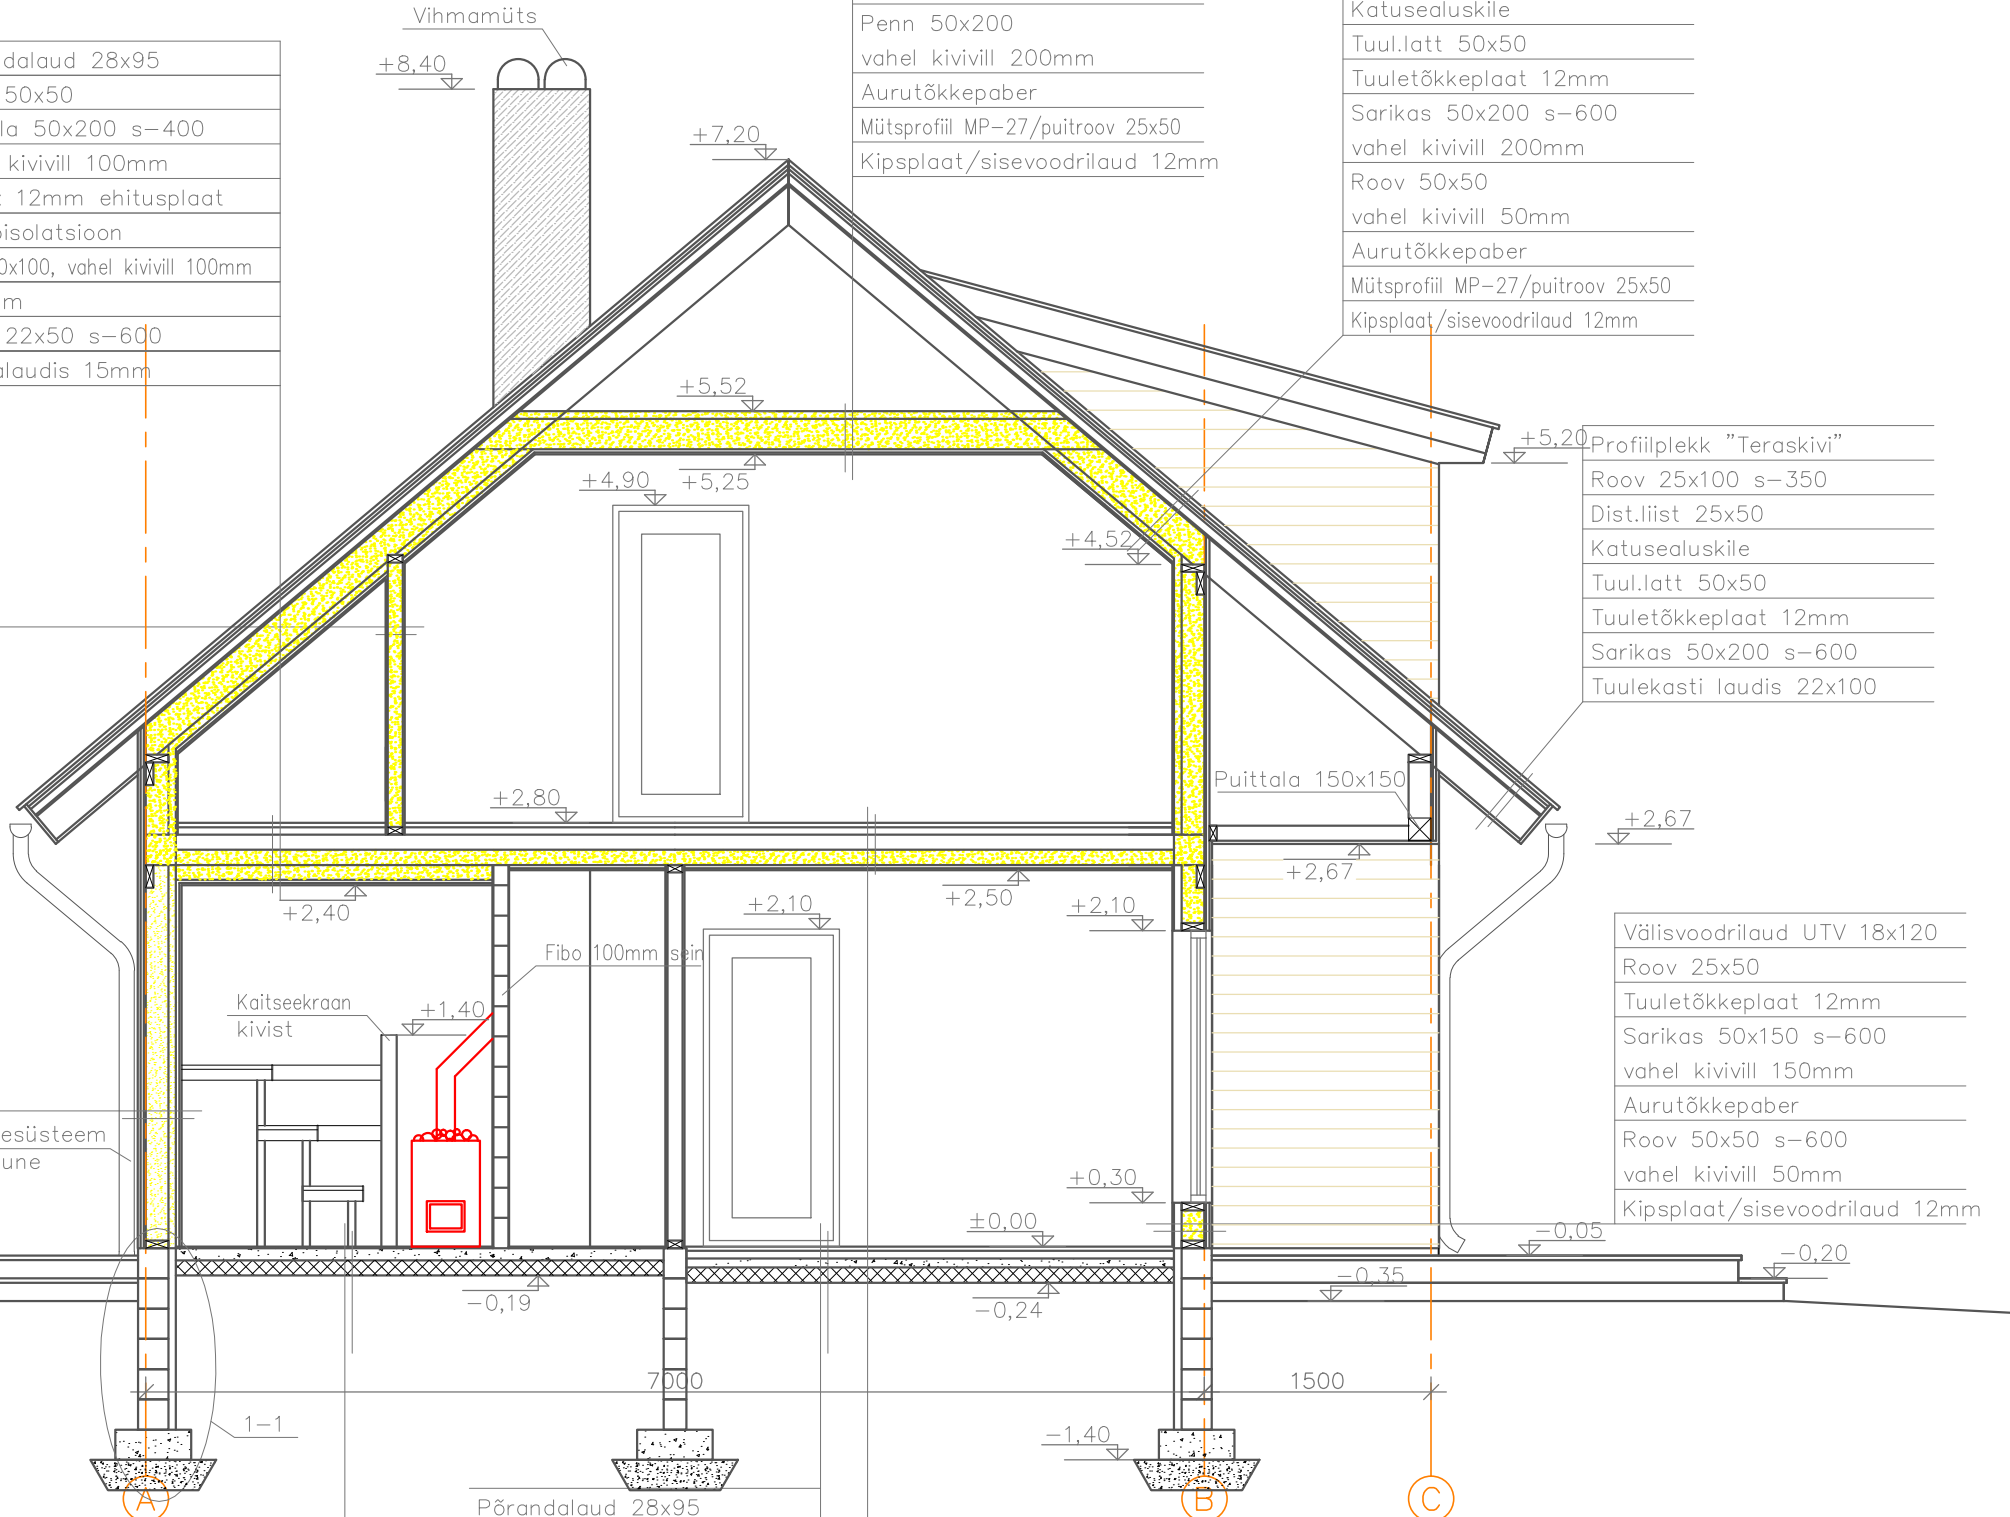 Vihmamüts
+8,40
dalaud 28x95
50x50
la 50x200 s-400
kivivill 100mm
12mm ehitusplaat
isolatsioon
0x100, vahel kivivill 100mm
m
22x50 s-600
laudis 15mm
Penn 50x200
vahel kivivill 200mm
Aurutõkkepaber
Mütsprofiil MP-27/puitroov 25x50
Kipsplaat/sisevoodrilaud 12mm
Katusealuskile
Tuul.latt 50x50
Tuuletõkkeplaat 12mm
Sarikas 50x200 s-600
vahel kivivill 200mm
Roov 50x50
vahel kivivill 50mm
Aurutõkkepaber
Mütsprofiil MP-27/puitroov 25x50
Kipsplaat/sisevoodrilaud 12mm
+7,20
+5,52
+5,25
+4,90
+4,52
+5,20
Profiilplekk "Teraskivi"
Roov 25x100 s-350
Dist.liist 25x50
Katusealuskile
Tuul.latt 50x50
Tuuletõkkeplaat 12mm
Sarikas 50x200 s-600
Tuulekasti laudis 22x100
Puittala 150x150
+2,80
+2,67
+2,67
+2,40
+2,50
+2,10
+2,10
Fibo 100mm sein
Kaitseekraan
kivist
+1,40
Välisvoodrilaud UTV 18x120
Roov 25x50
Tuuletõkkeplaat 12mm
Sarikas 50x150 s-600
vahel kivivill 150mm
Aurutõkkepaber
Roov 50x50 s-600
vahel kivivill 50mm
Kipsplaat/sisevoodrilaud 12mm
esüsteem
une
+0,30
±0,00
-0,05
-0,20
-0,35
-0,19
-0,24
7000
1500
1-1
-1,40
A
B
C
Põrandalaud 28x95